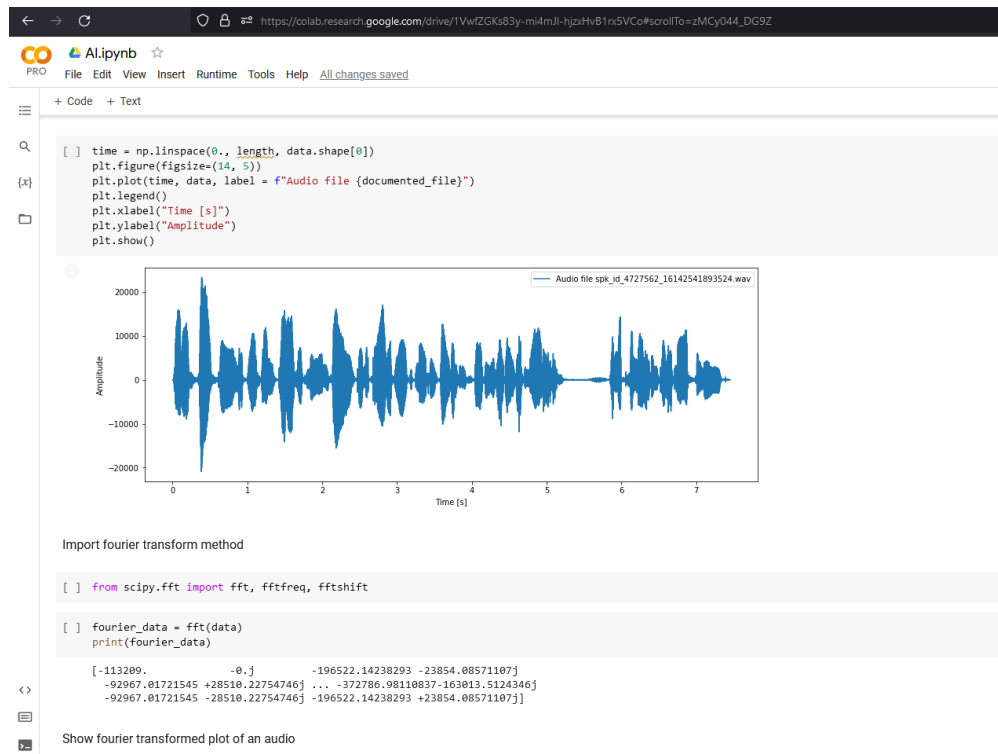 https://colab.research.google.com/drive/1VwfZGKs83y-mi4mJl-hjzxHvB1rx5VCo#scrollTo=zMCy044_DG9Z
CO
PRO
AI.ipynb
File Edit View Insert Runtime Tools Help All changes saved
+ Code + Text
{x}
[ ] time = np.linspace(0., length, data.shape[0])
plt.figure(figsize=(14, 5))
plt.plot(time, data, label = f"Audio file {documented_file}")
plt.legend()
plt.xlabel("Time [s]")
plt.ylabel("Amplitude")
plt.show()
Audio file spk_id_4727562_16142541893524.wav
20000
10000
0
−10000
−20000
Amplitude
0 1 2 3 4 5 6 7
Time [s]
Import fourier transform method
[ ] from scipy.fft import fft, fftfreq, fftshift
[ ] fourier_data = fft(data)
print(fourier_data)
[-113209. -0.j -196522.14238293 -23854.08571107j
-92967.01721545 +28510.22754746j ... -372786.98110837-163013.5124346j
-92967.01721545 -28510.22754746j -196522.14238293 +23854.08571107j]
Show fourier transformed plot of an audio